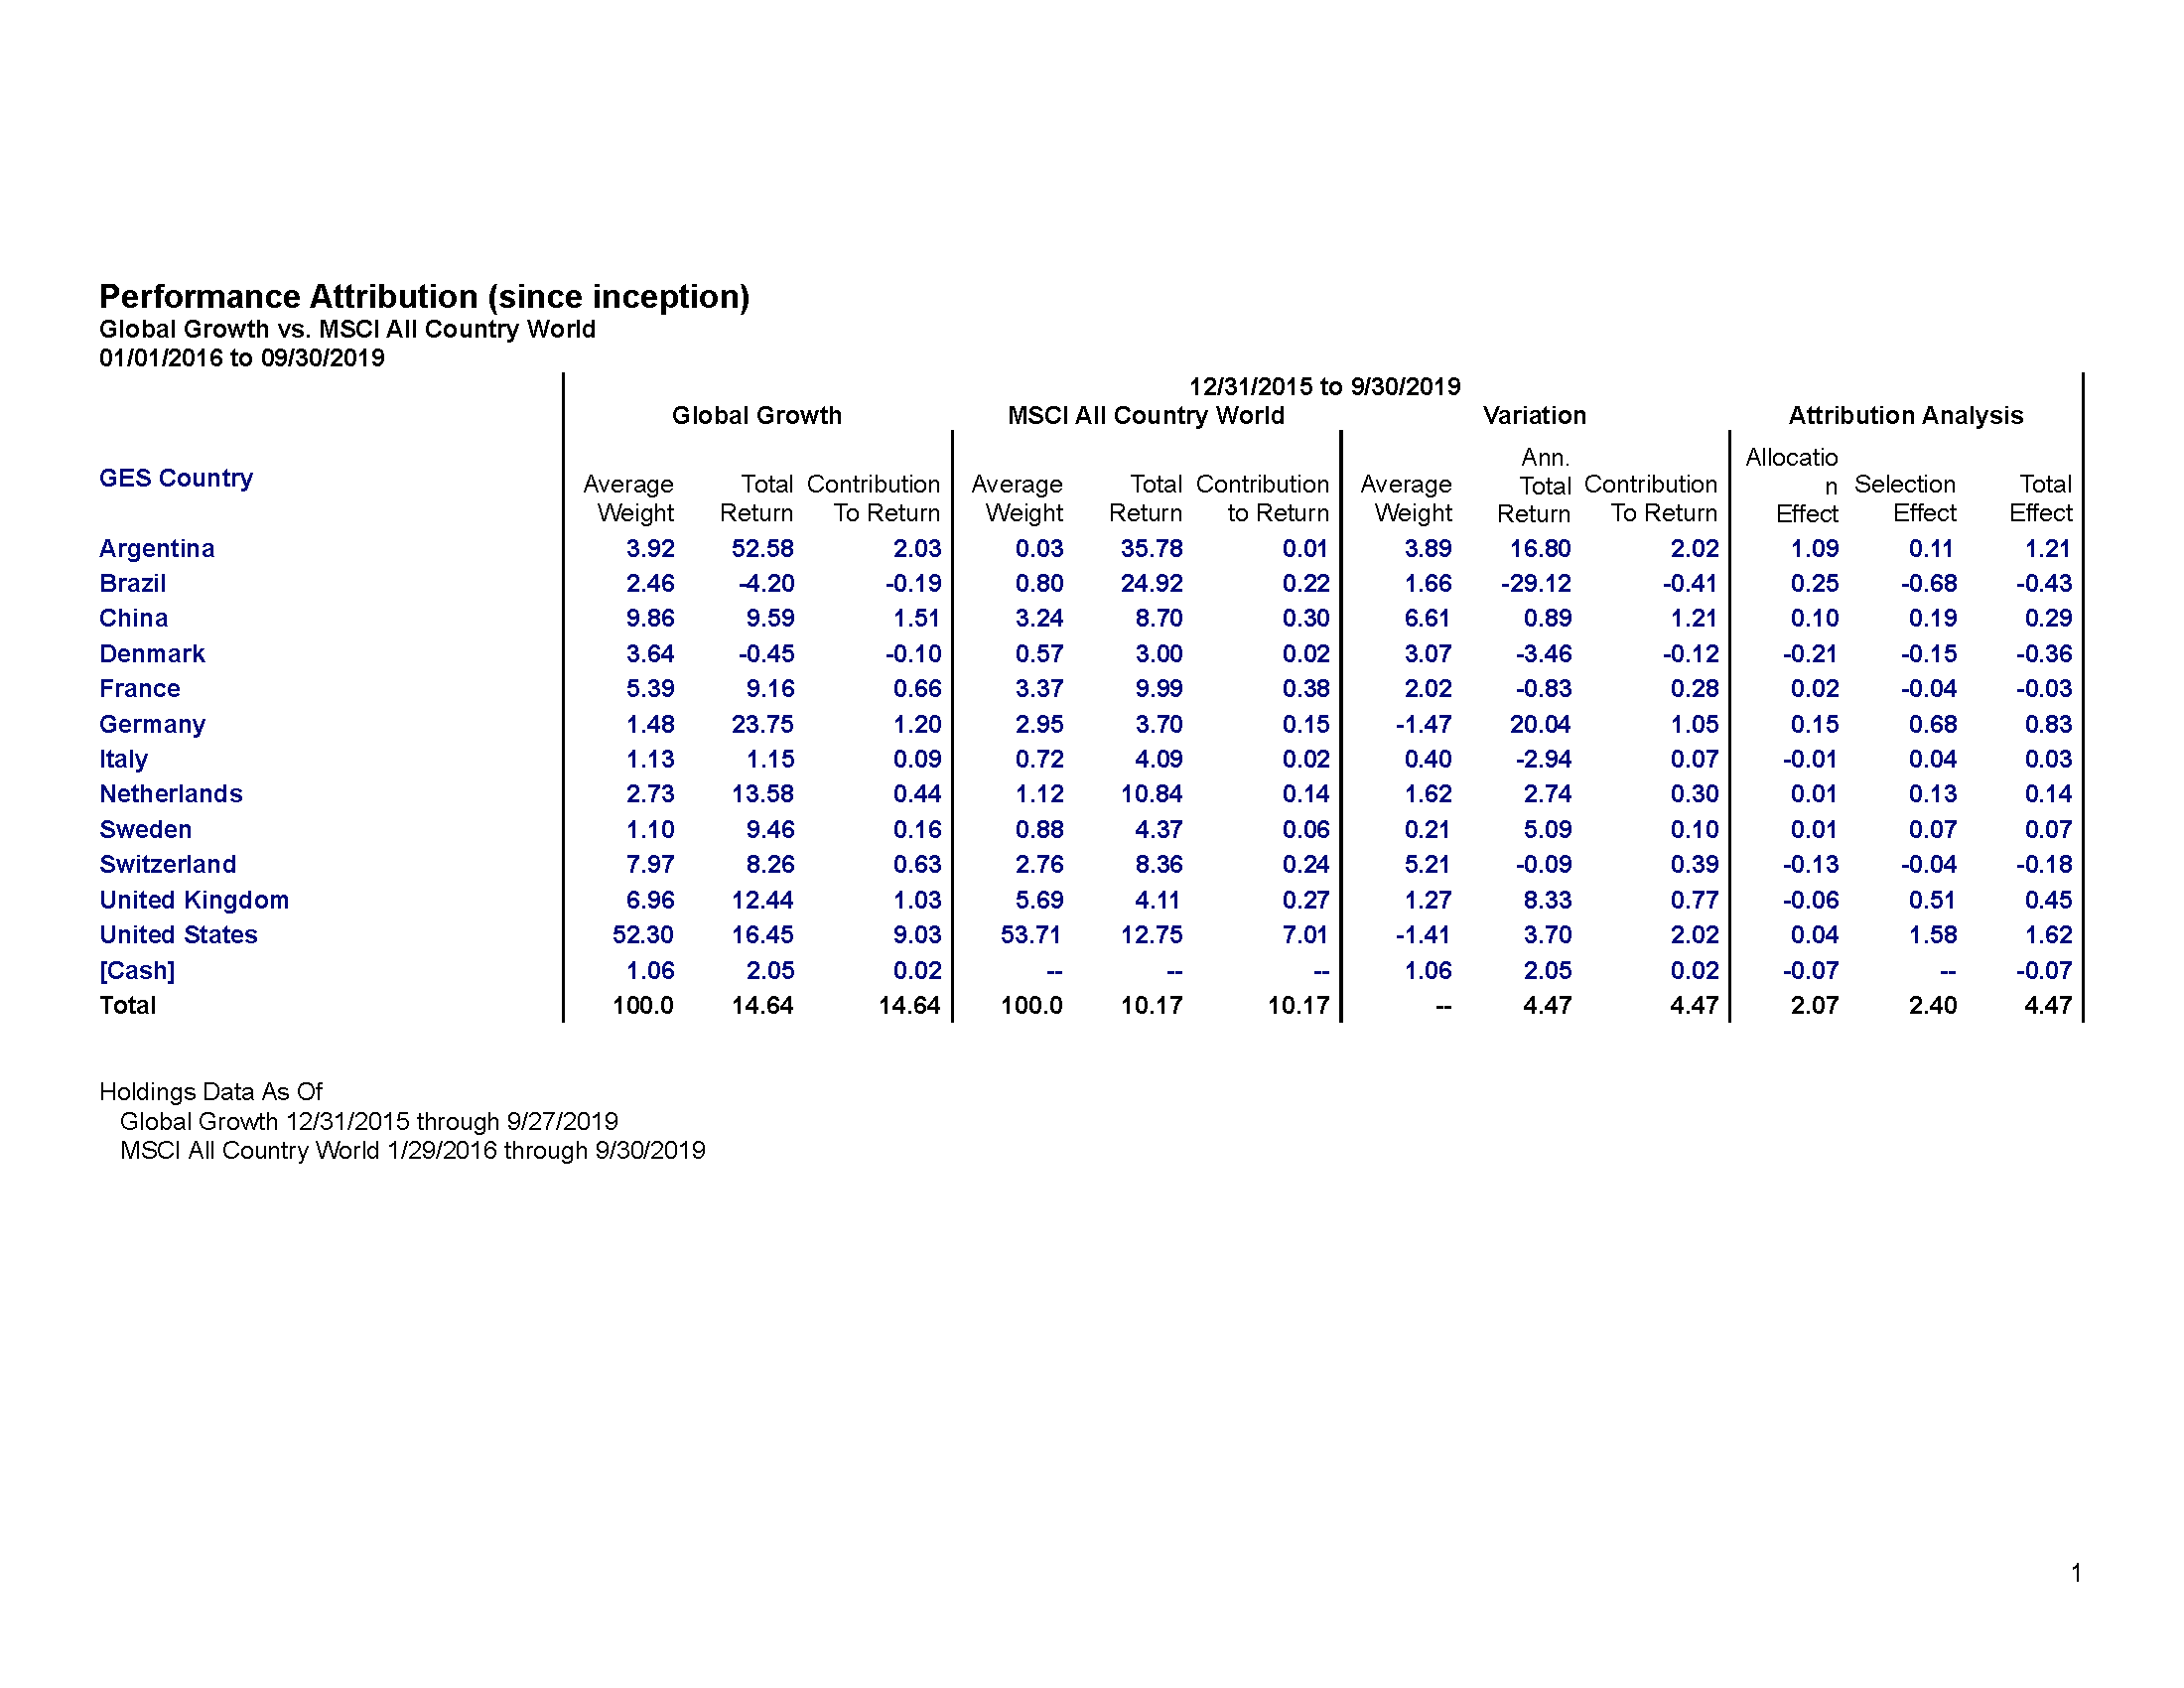 Performance Attribution (since inception)
Global Growth vs. MSCI All Country World
01/01/2016 to 09/30/2019
12/31/2015 to 9/30/2019
Global Growth MSCI All Country World Variation Attribution Analysis
GES Country Average Weight Total Return Contribution To Return Average Weight Total Return Contribution to Return Average Weight Ann. Total Return Contribution To Return Allocatio n Effect Selection Effect Total Effect
Argentina 3.92 52.58 2.03 0.03 35.78 0.01 3.89 16.80 2.02 1.09 0.11 1.21
Brazil 2.46 -4.20 -0.19 0.80 24.92 0.22 1.66 -29.12 -0.41 0.25 -0.68 -0.43
China 9.86 9.59 1.51 3.24 8.70 0.30 6.61 0.89 1.21 0.10 0.19 0.29
Denmark 3.64 -0.45 -0.10 0.57 3.00 0.02 3.07 -3.46 -0.12 -0.21 -0.15 -0.36
France 5.39 9.16 0.66 3.37 9.99 0.38 2.02 -0.83 0.28 0.02 -0.04 -0.03
Germany 1.48 23.75 1.20 2.95 3.70 0.15 -1.47 20.04 1.05 0.15 0.68 0.83
Italy 1.13 1.15 0.09 0.72 4.09 0.02 0.40 -2.94 0.07 -0.01 0.04 0.03
Netherlands 2.73 13.58 0.44 1.12 10.84 0.14 1.62 2.74 0.30 0.01 0.13 0.14
Sweden 1.10 9.46 0.16 0.88 4.37 0.06 0.21 5.09 0.10 0.01 0.07 0.07
Switzerland 7.97 8.26 0.63 2.76 8.36 0.24 5.21 -0.09 0.39 -0.13 -0.04 -0.18
United Kingdom 6.96 12.44 1.03 5.69 4.11 0.27 1.27 8.33 0.77 -0.06 0.51 0.45
United States 52.30 16.45 9.03 53.71 12.75 7.01 -1.41 3.70 2.02 0.04 1.58 1.62
[Cash] 1.06 2.05 0.02 -- -- -- 1.06 2.05 0.02 -0.07 -- -0.07
Total 100.0 14.64 14.64 100.0 10.17 10.17 -- 4.47 4.47 2.07 2.40 4.47
Holdings Data As Of
Global Growth 12/31/2015 through 9/27/2019
MSCI All Country World 1/29/2016 through 9/30/2019
1